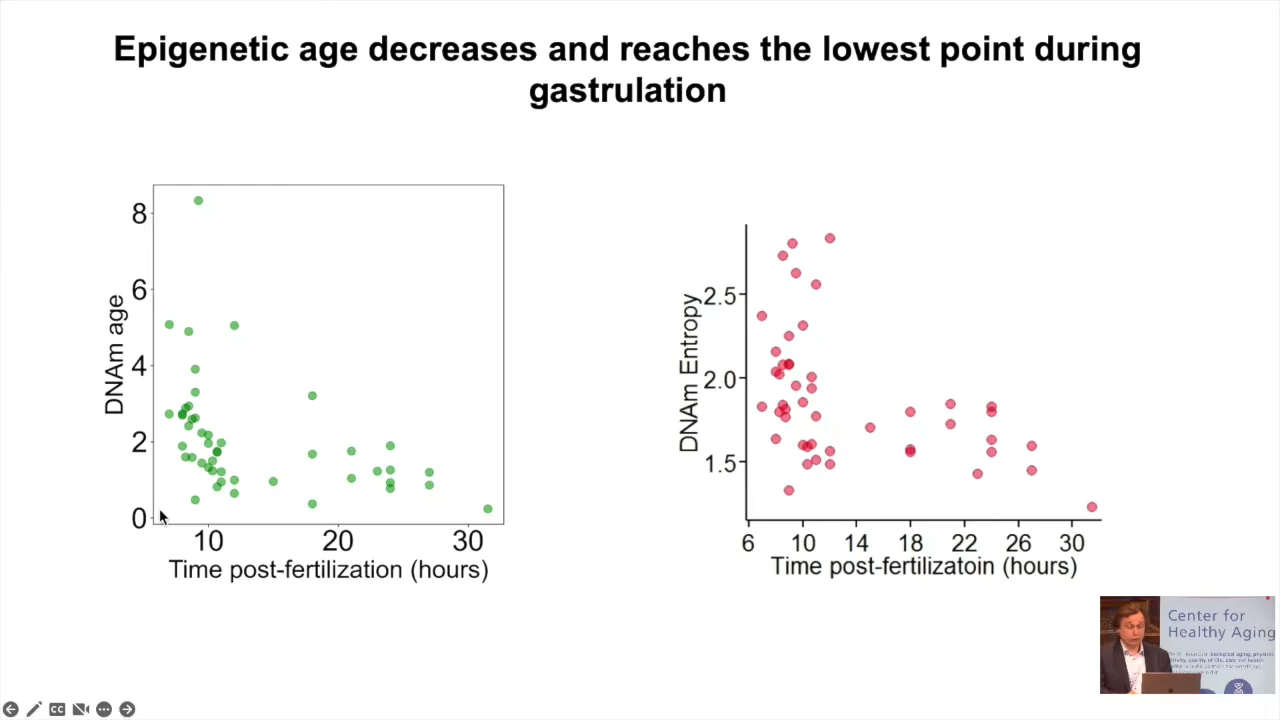 Epigenetic age decreases and reaches the lowest point during
gastrulation
DNAm age
8
6
4
2
0
10
20
30
Time post-fertilization (hours)
DNAm Entropy
2.5
2.0
1.5
6
10
14
18
22
26
30
Time post-fertilizatoin (hours)
Center for
Healthy Aging
CC